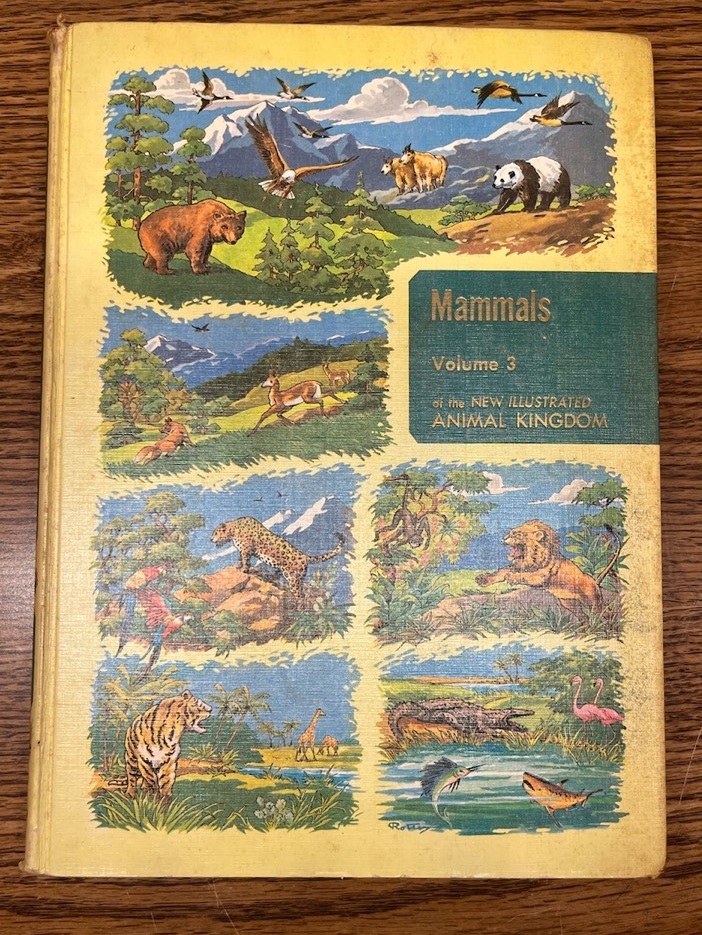 Mammals
Volume 3
of the NEW ILLUSTRATED
ANIMAL KINGDOM